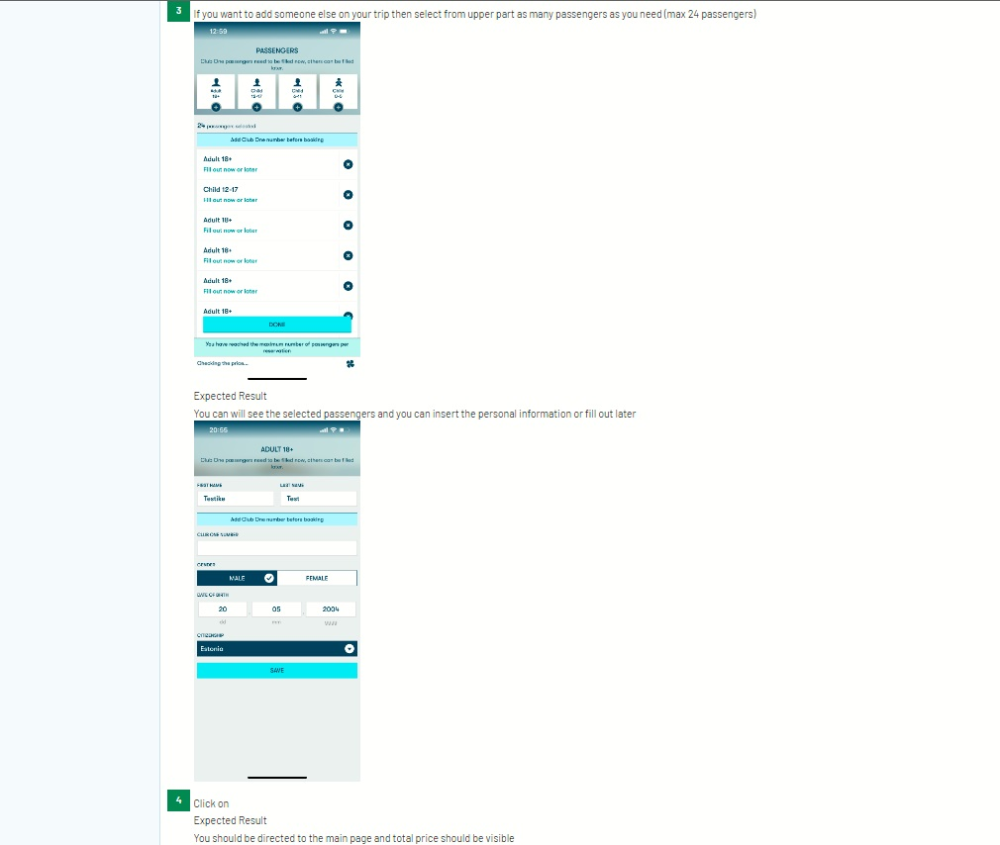 3
If you want to add someone else on your trip then select from upper part as many passengers as you need (max 24 passengers)
12:59
PASSENGERS
Club One passengers need to be filled now, others can be filled
later.
Adult
18+
Child
12-17
Child
6-11
Child
0-5
24 passengers selected
Add Club One number before booking
Adult 18+
Fill out now or later
Child 12-17
Fill out now or later
Adult 18+
Fill out now or later
Adult 18+
Fill out now or later
Adult 18+
Fill out now or later
Adult 18+
DONE
You have reached the maximum number of passengers per
reservation
Checking the price...
Expected Result
You can will see the selected passengers and you can insert the personal information or fill out later
20:55
ADULT 18+
Club One passengers need to be filled now, others can be filled
later.
FIRST NAME
LAST NAME
Testike
Test
Add Club One number before booking
CLUB ONE NUMBER
GENDER
MALE
FEMALE
DATE OF BIRTH
20
05
2004
dd
mm
yyyy
CITIZENSHIP
Estonia
SAVE
4
Click on
Expected Result
You should be directed to the main page and total price should be visible